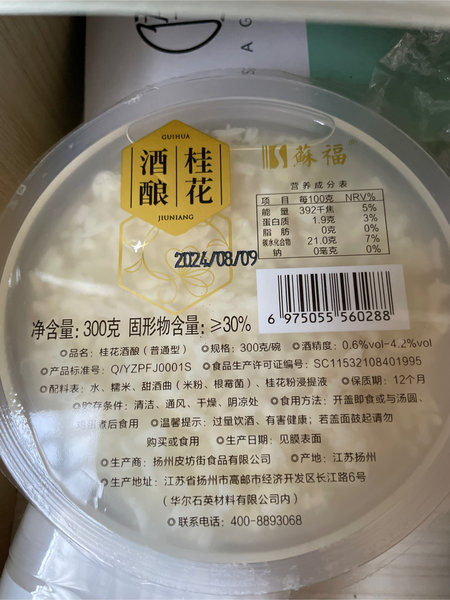 GUIHUA
桂花
酒酿
JIUNIANG
蘇福
营养成分表
项目 每100克 NRV%
能量 392千焦 5%
蛋白质 1.9克 3%
脂肪 0克 0%
碳水化合物 21.0克 7%
钠 0毫克 0%
2024/08/09
6 975055 560288
净含量: 300克 固形物含量: ≥30%
品名: 桂花酒酿 (普通型) 规格: 300克/碗 酒精度: 0.6%vol-4.2%vol
产品标准号: Q/YZPFJ0001S 食品生产许可证编号: SC11532108401995
配料表: 水、糯米、甜酒曲 (米粉、根霉菌) 、桂花粉浸提液 保质期: 12个月
贮存条件: 清洁、通风、干燥、阴凉处 食用方法: 开盖即食或与汤圆、
鸡蛋煮后食用 温馨提示: 过量饮酒、有害健康; 若盖面鼓起请勿
购买或食用 生产日期: 见膜表面
生产商: 扬州皮坊街食品有限公司 产地: 江苏扬州
生产地址: 江苏省扬州市高邮市经济开发区长江路6号
(华尔石英材料有限公司内)
联系电话: 400-8893068